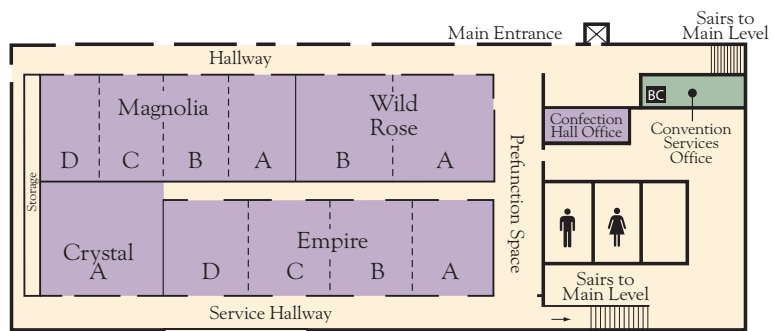 Sairs to
Main Level
Main Entrance
Hallway
BC
Magnolia
Wild
Rose
Confection
Hall Office
Convention
Services
Office
D C B A B A
Storage
Prefunction Space
Crystal
A
Empire
D C B A
Sairs to
Main Level
Service Hallway